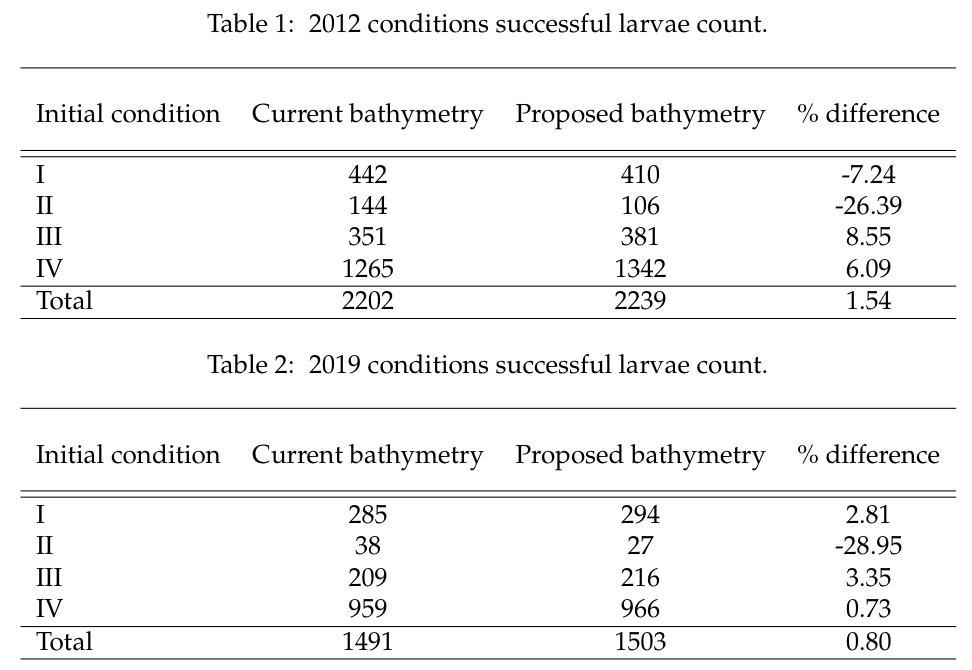 Table 1: 2012 conditions successful larvae count.
Initial condition Current bathymetry Proposed bathymetry % difference
I 442 410 -7.24
II 144 106 -26.39
III 351 381 8.55
IV 1265 1342 6.09
Total 2202 2239 1.54
Table 2: 2019 conditions successful larvae count.
Initial condition Current bathymetry Proposed bathymetry % difference
I 285 294 2.81
II 38 27 -28.95
III 209 216 3.35
IV 959 966 0.73
Total 1491 1503 0.80